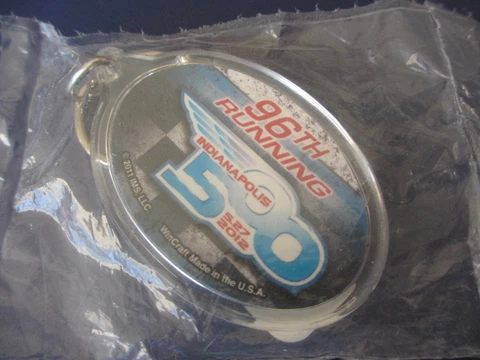 96TH
RUNNING
INDIANAPOLIS
500
5.27
2012
© 2011 IMS, LLC.
WinCraft Made in the U.S.A.